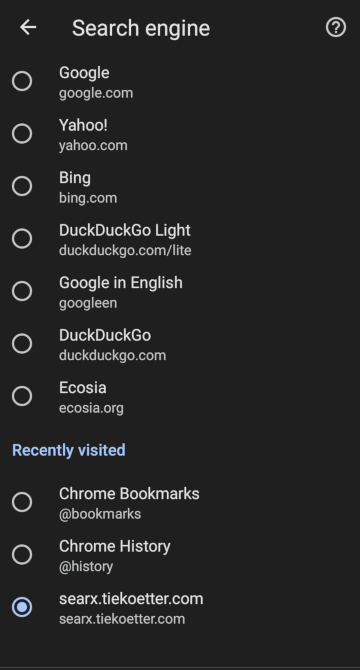 Search engine
Google
google.com
Yahoo!
yahoo.com
Bing
bing.com
DuckDuckGo Light
duckduckgo.com/lite
Google in English
googleen
DuckDuckGo
duckduckgo.com
Ecosia
ecosia.org
Recently visited
Chrome Bookmarks
@bookmarks
Chrome History
@history
searx.tiekoetter.com
searx.tiekoetter.com